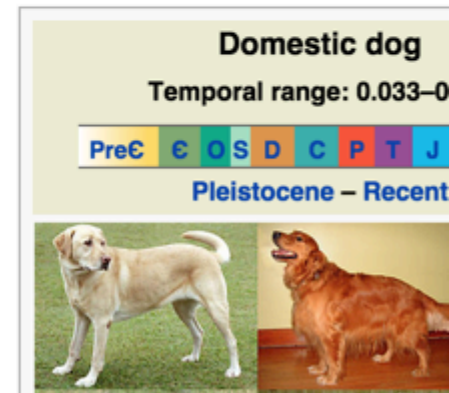 Domestic dog
Temporal range: 0.033–0
PreЄ Є O S D C P T J
Pleistocene – Recent